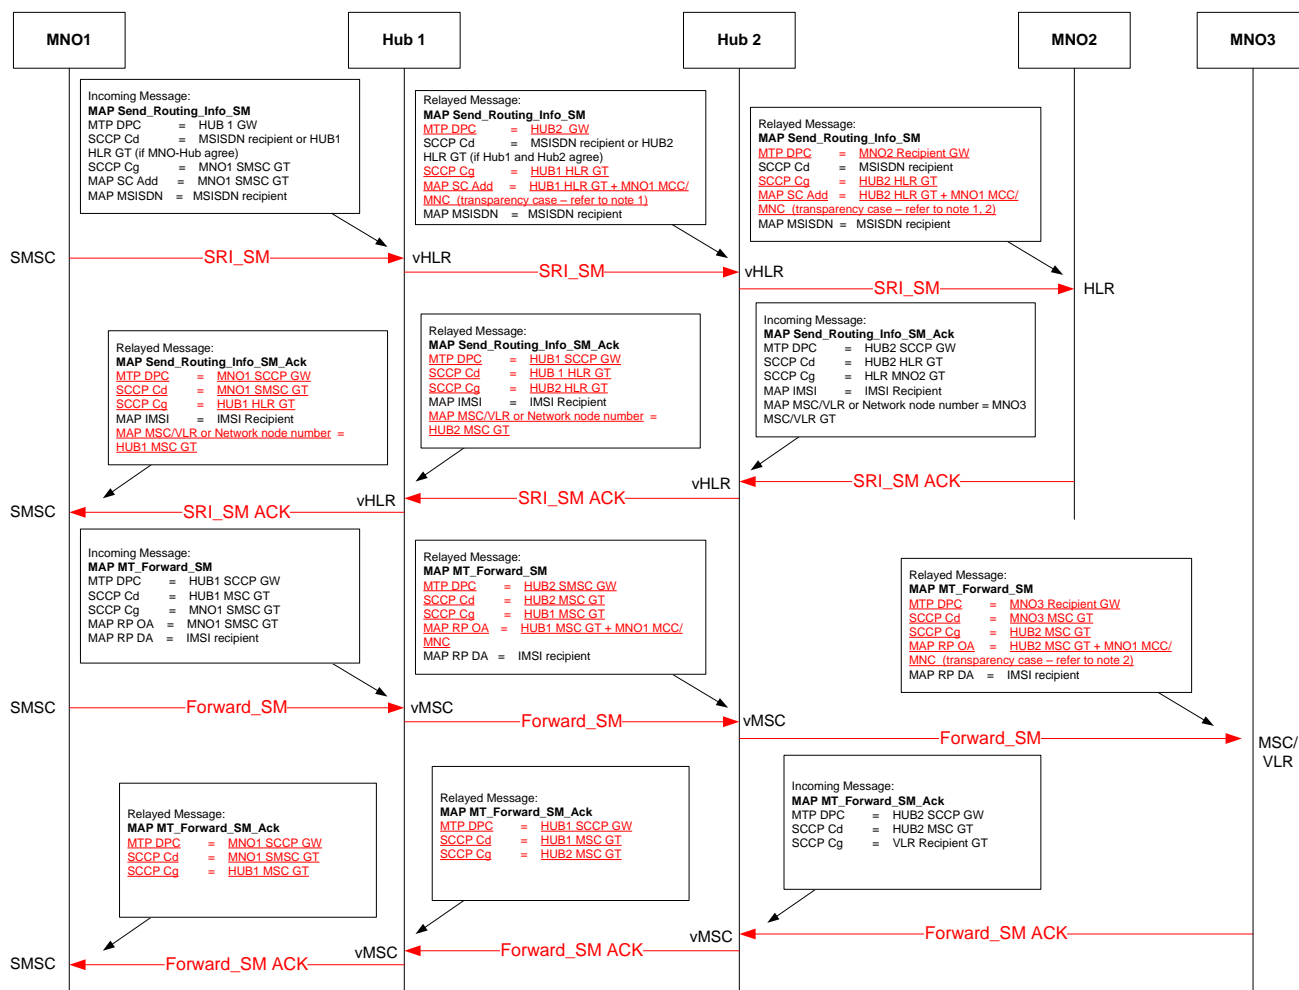 MNO1
Hub 1
Hub 2
MNO2
MNO3
Incoming Message:
MAP Send_Routing_Info_SM
MTP DPC = HUB 1 GW
SCCP Cd = MSISDN recipient or HUB1
HLR GT (if MNO-Hub agree)
SCCP Cg = MNO1 SMSC GT
MAP SC Add = MNO1 SMSC GT
MAP MSISDN = MSISDN recipient
Relayed Message:
MAP Send_Routing_Info_SM
MTP DPC = HUB2 GW
SCCP Cd = MSISDN recipient or HUB2
HLR GT (if Hub1 and Hub2 agree)
SCCP Cg = HUB1 HLR GT
MAP SC Add = HUB1 HLR GT + MNO1 MCC/
MNC (transparency case – refer to note 1)
MAP MSISDN = MSISDN recipient
Relayed Message:
MAP Send_Routing_Info_SM
MTP DPC = MNO2 Recipient GW
SCCP Cd = MSISDN recipient
SCCP Cg = HUB2 HLR GT
MAP SC Add = HUB2 HLR GT + MNO1 MCC/
MNC (transparency case – refer to note 1, 2)
MAP MSISDN = MSISDN recipient
SMSC
SRI_SM
vHLR
SRI_SM
vHLR
SRI_SM
HLR
Relayed Message:
MAP Send_Routing_Info_SM_Ack
MTP DPC = MNO1 SCCP GW
SCCP Cd = MNO1 SMSC GT
SCCP Cg = HUB1 HLR GT
MAP IMSI = IMSI Recipient
MAP MSC/VLR or Network node number =
HUB1 MSC GT
Relayed Message:
MAP Send_Routing_Info_SM_Ack
MTP DPC = HUB1 SCCP GW
SCCP Cd = HUB 1 HLR GT
SCCP Cg = HUB2 HLR GT
MAP IMSI = IMSI Recipient
MAP MSC/VLR or Network node number =
HUB2 MSC GT
Incoming Message:
MAP Send_Routing_Info_SM_Ack
MTP DPC = HUB2 SCCP GW
SCCP Cd = HUB2 HLR GT
SCCP Cg = HLR MNO2 GT
MAP IMSI = IMSI Recipient
MAP MSC/VLR or Network node number = MNO3
MSC/VLR GT
vHLR
SRI_SM ACK
vHLR
SRI_SM ACK
SMSC
SRI_SM ACK
Incoming Message:
MAP MT_Forward_SM
MTP DPC = HUB1 SCCP GW
SCCP Cd = HUB1 MSC GT
SCCP Cg = MNO1 SMSC GT
MAP RP OA = MNO1 SMSC GT
MAP RP DA = IMSI recipient
Relayed Message:
MAP MT_Forward_SM
MTP DPC = HUB2 SMSC GW
SCCP Cd = HUB2 MSC GT
SCCP Cg = HUB1 MSC GT
MAP RP OA = HUB1 MSC GT + MNO1 MCC/
MNC
MAP RP DA = IMSI recipient
Relayed Message:
MAP MT_Forward_SM
MTP DPC = MNO3 Recipient GW
SCCP Cd = MNO3 MSC GT
SCCP Cg = HUB2 MSC GT
MAP RP OA = HUB2 MSC GT + MNO1 MCC/
MNC (transparency case – refer to note 2)
MAP RP DA = IMSI recipient
SMSC
Forward_SM
vMSC
Forward_SM
vMSC
Forward_SM
MSC/
VLR
Relayed Message:
MAP MT_Forward_SM_Ack
MTP DPC = MNO1 SCCP GW
SCCP Cd = MNO1 SMSC GT
SCCP Cg = HUB1 MSC GT
Relayed Message:
MAP MT_Forward_SM_Ack
MTP DPC = HUB1 SCCP GW
SCCP Cd = HUB1 MSC GT
SCCP Cg = HUB2 MSC GT
Incoming Message:
MAP MT_Forward_SM_Ack
MTP DPC = HUB2 SCCP GW
SCCP Cd = HUB2 MSC GT
SCCP Cg = VLR Recipient GT
vMSC
Forward_SM ACK
vMSC
Forward_SM ACK
SMSC
Forward_SM ACK